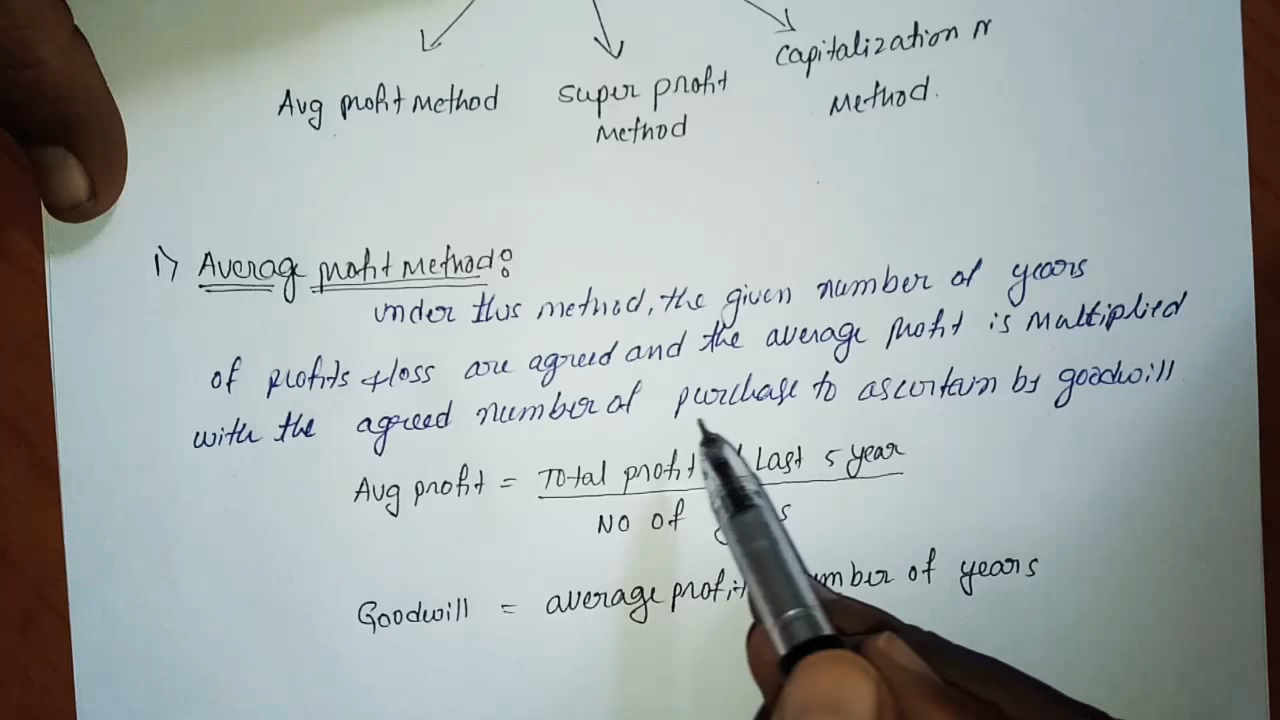 Avg profit Method
super profit
Method
capitalization
Method.
1) Average profit Method:
under this method, the given number of years
of profits +loss are agreed and the average profit is Multiplied
with the agreed number of purchase to ascertain by goodwill
Avg profit = Total profit Last 5 year
NO of
Goodwill = average profit of years